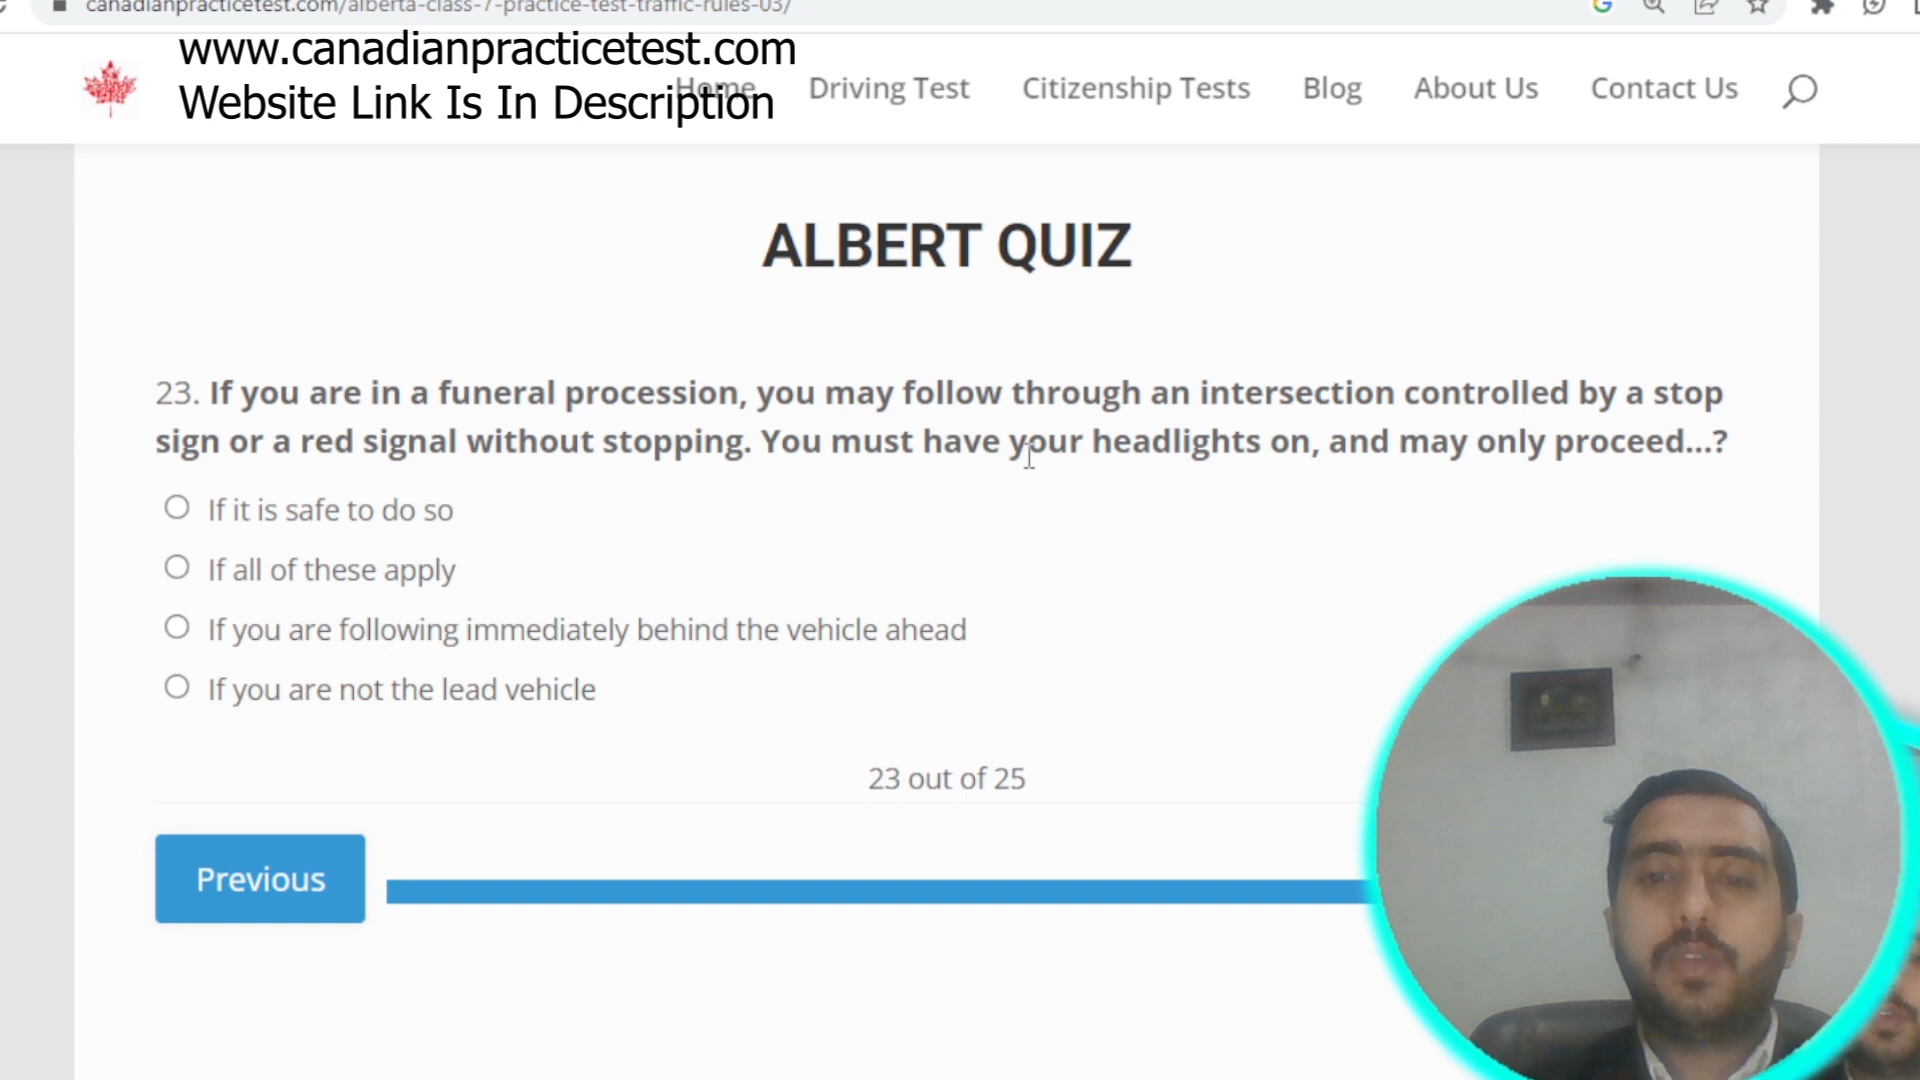 canadianpracticetest.com/alberta-class-7-practice-test-traffic-rules-03/
www.canadianpracticetest.com
Website Link Is In Description
Home Driving Test Citizenship Tests Blog About Us Contact Us
ALBERT QUIZ
23. If you are in a funeral procession, you may follow through an intersection controlled by a stop
sign or a red signal without stopping. You must have your headlights on, and may only proceed...?
If it is safe to do so
If all of these apply
If you are following immediately behind the vehicle ahead
If you are not the lead vehicle
23 out of 25
Previous